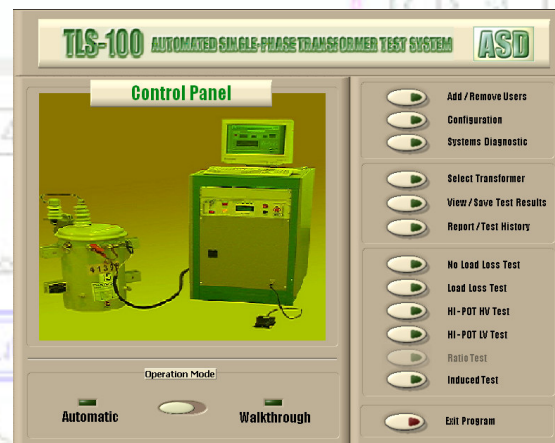 TLS-100 AUTOMATED SINGLE-PHASE TRANSFORMER TEST SYSTEM ASD
Control Panel
Operation Mode
Automatic
Walkthrough
Add / Remove Users
Configuration
Systems Diagnostic
Select Transformer
View / Save Test Results
Report / Test History
No Load Loss Test
Load Loss Test
HI-POT HV Test
HI-POT LV Test
Ratio Test
Induced Test
Exit Program